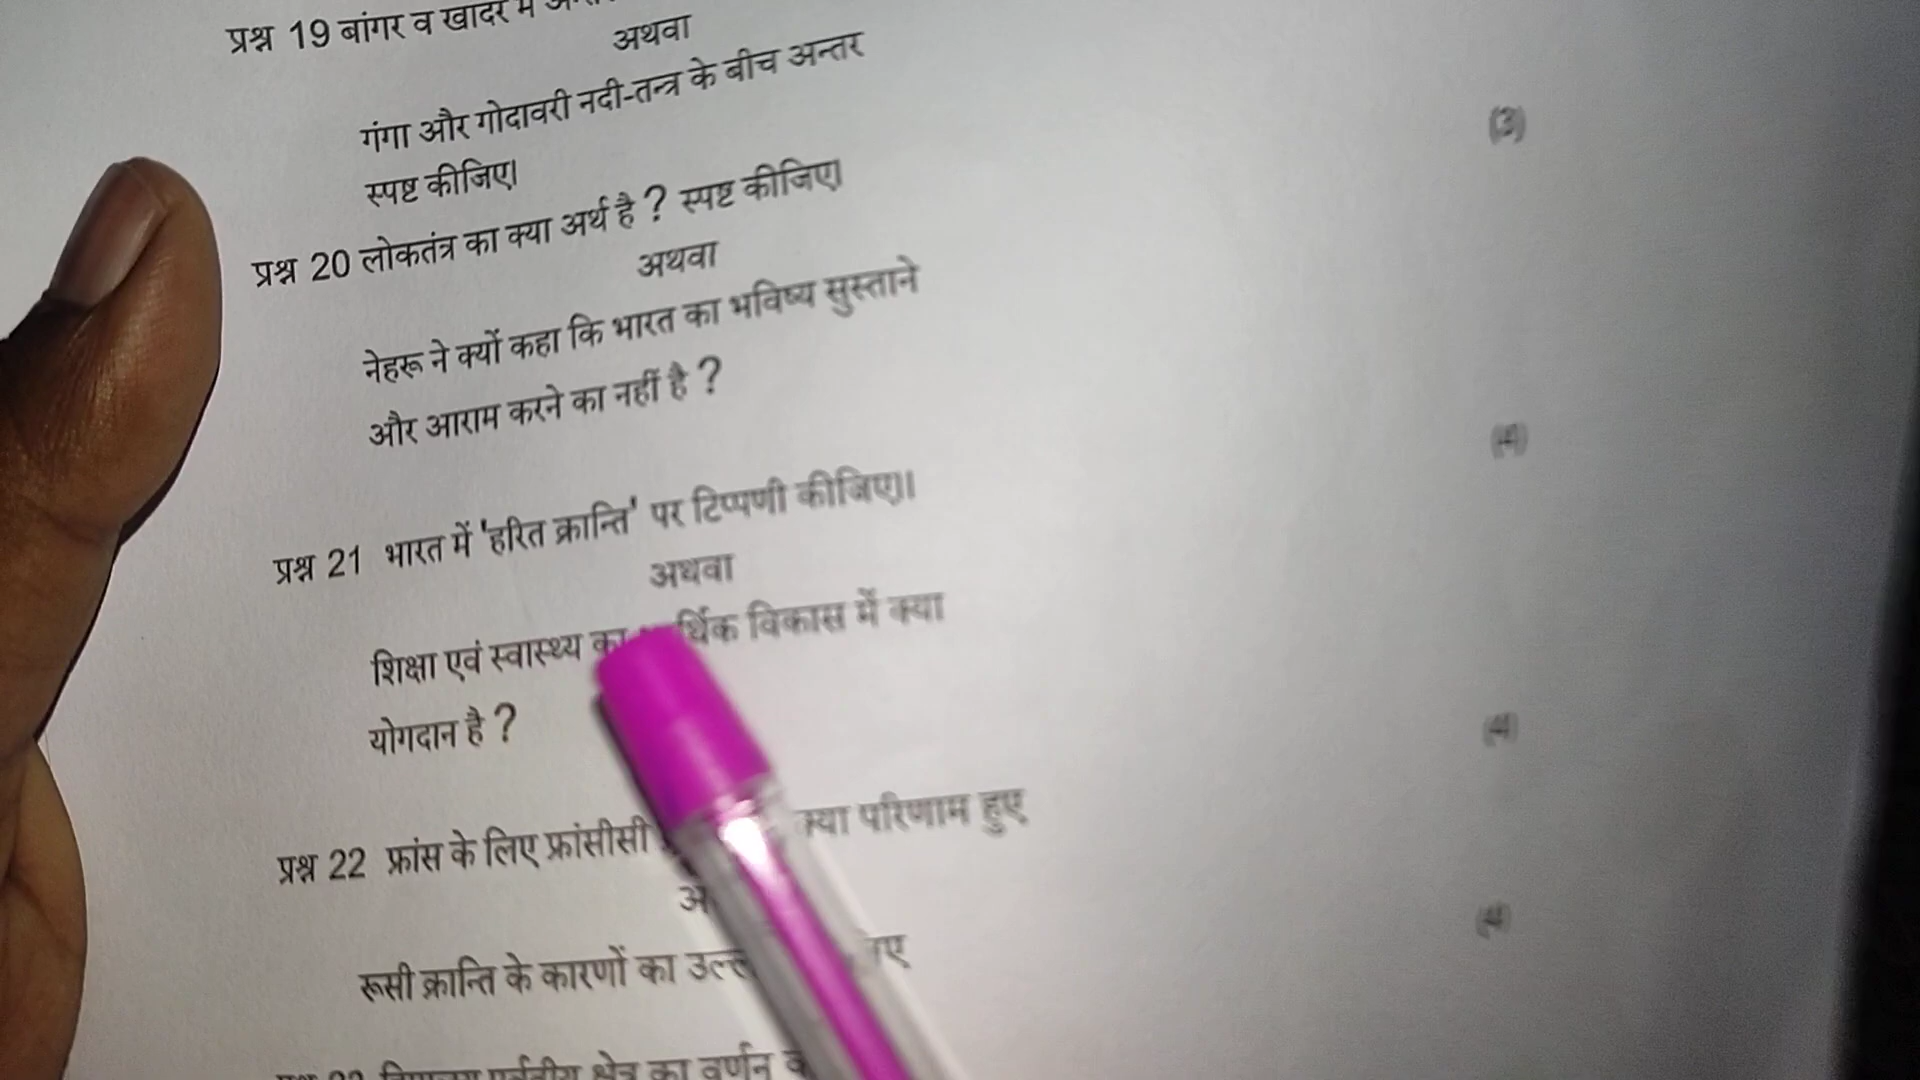 प्रश्न 19 बांगर व खादर में
अथवा
गंगा और गोदावरी नदी-तन्त्र के बीच अन्तर
स्पष्ट कीजिए।
(3)
प्रश्न 20 लोकतंत्र का क्या अर्थ है ? स्पष्ट कीजिए।
अथवा
नेहरू ने क्यों कहा कि भारत का भविष्य सुस्ताने
और आराम करने का नहीं है ?
(4)
प्रश्न 21 भारत में 'हरित क्रान्ति' पर टिप्पणी कीजिए।।
अथवा
शिक्षा एवं स्वास्थ्य का विकास में क्या
योगदान है ?
(4)
प्रश्न 22 फ्रांस के लिए फ्रांसीसी क्या परिणाम हुए
(4)
रूसी क्रान्ति के कारणों का
क्षेत्र का वर्णन